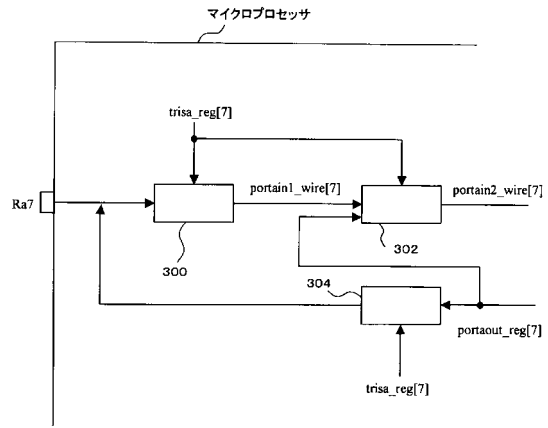 マイクロプロセッサ
trisa_reg[7]
portain1_wire[7]
portain2_wire[7]
Ra7
300
302
304
portaout_reg[7]
trisa_reg[7]